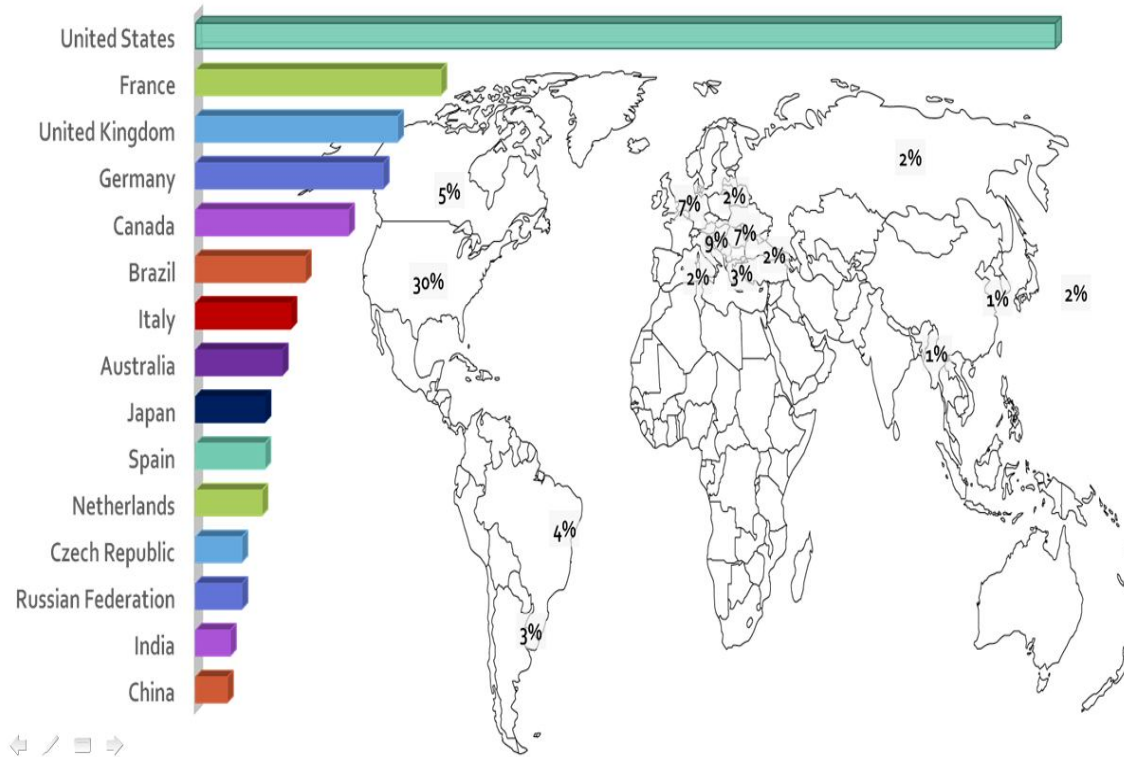 United States
France
United Kingdom
Germany
Canada
Brazil
Italy
Australia
Japan
Spain
Netherlands
Czech Republic
Russian Federation
India
China
2%
5%
7%
2%
9%
7%
2%
30%
2%
3%
1%
2%
1%
4%
3%